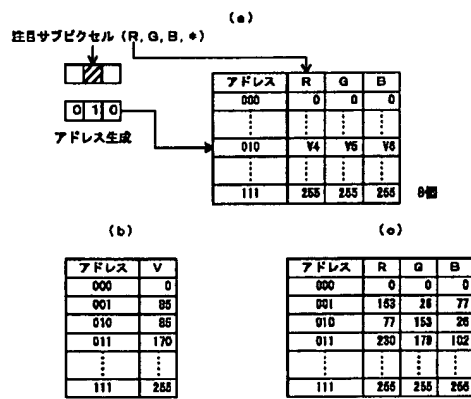 (a)
注目サブピクセル (R, G, B, *)
アドレス R G B
000 0 0 0
0 1 0
アドレス生成
010 V4 V5 V6
111 255 255 255 8個
(b)
アドレス V
000 0
001 85
010 85
011 170
111 255
(c)
アドレス R G B
000 0 0 0
001 153 26 77
010 77 153 26
011 230 179 102
111 255 255 255